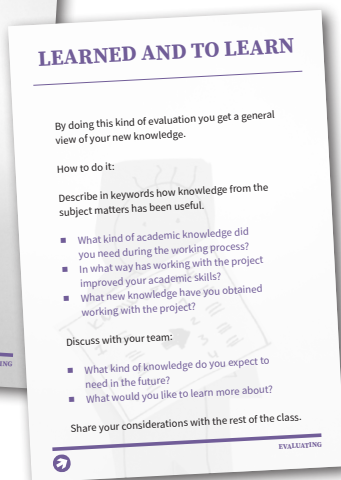 LEARNED AND TO LEARN
By doing this kind of evaluation you get a general
view of your new knowledge.
How to do it:
Describe in keywords how knowledge from the
subject matters has been useful.
What kind of academic knowledge did
you need during the working process?
In what way has working with the project
improved your academic skills?
What new knowledge have you obtained
working with the project?
Discuss with your team:
What kind of knowledge do you expect to
need in the future?
What would you like to learn more about?
Share your considerations with the rest of the class.
EVALUATING
NG